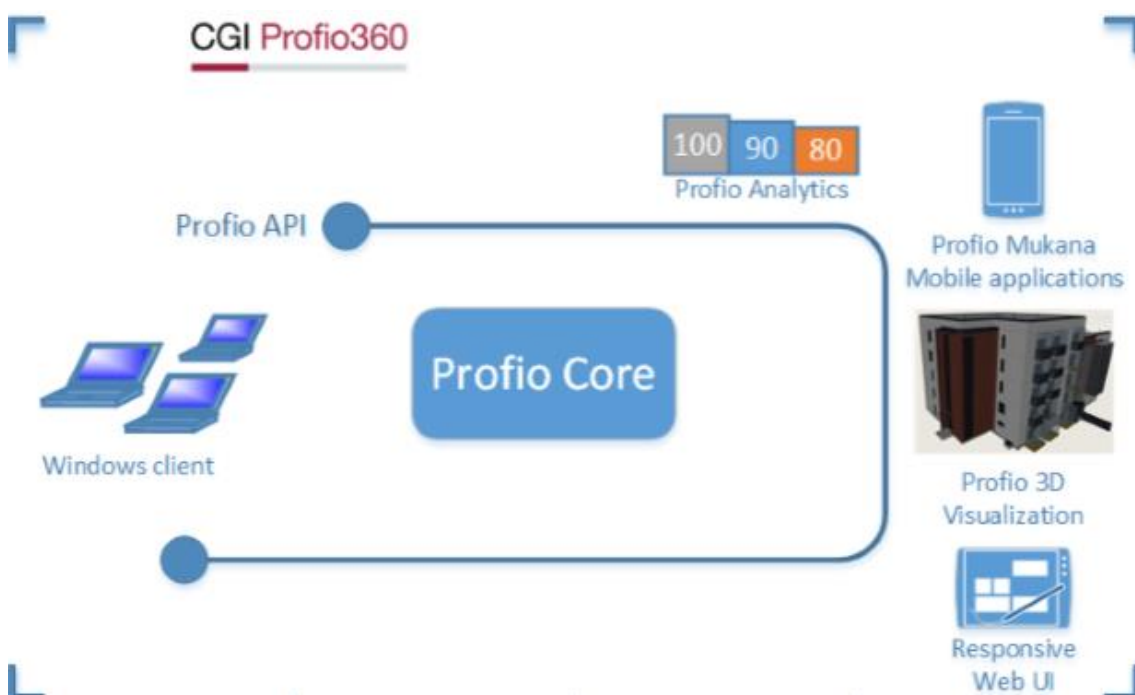 CGI Profio360
100 90 80
Profio Analytics
Profio API
Profio Mukana
Mobile applications
Profio Core
Windows client
Profio 3D
Visualization
Responsive
Web UI